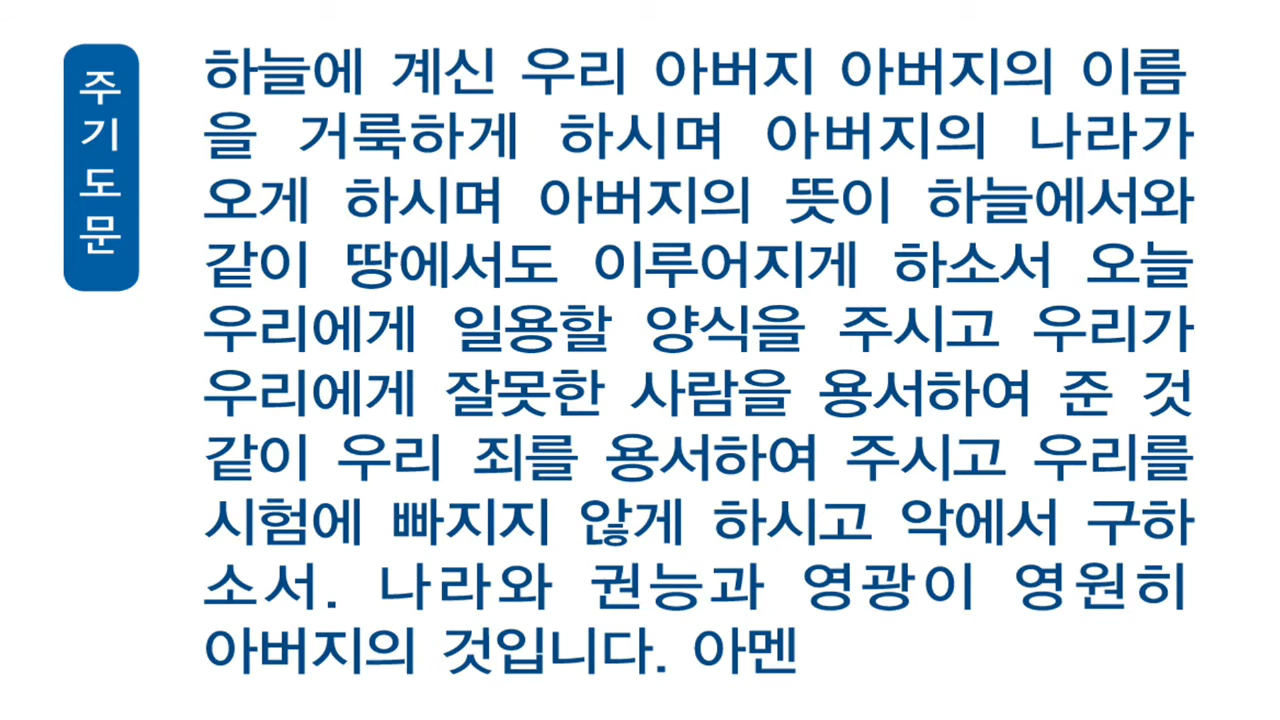 주기도문
하늘에 계신 우리 아버지 아버지의 이름
을 거룩하게 하시며 아버지의 나라가
오게 하시며 아버지의 뜻이 하늘에서와
같이 땅에서도 이루어지게 하소서 오늘
우리에게 일용할 양식을 주시고 우리가
우리에게 잘못한 사람을 용서하여 준 것
같이 우리 죄를 용서하여 주시고 우리를
시험에 빠지지 않게 하시고 악에서 구하
소서. 나라와 권능과 영광이 영원히
아버지의 것입니다. 아멘